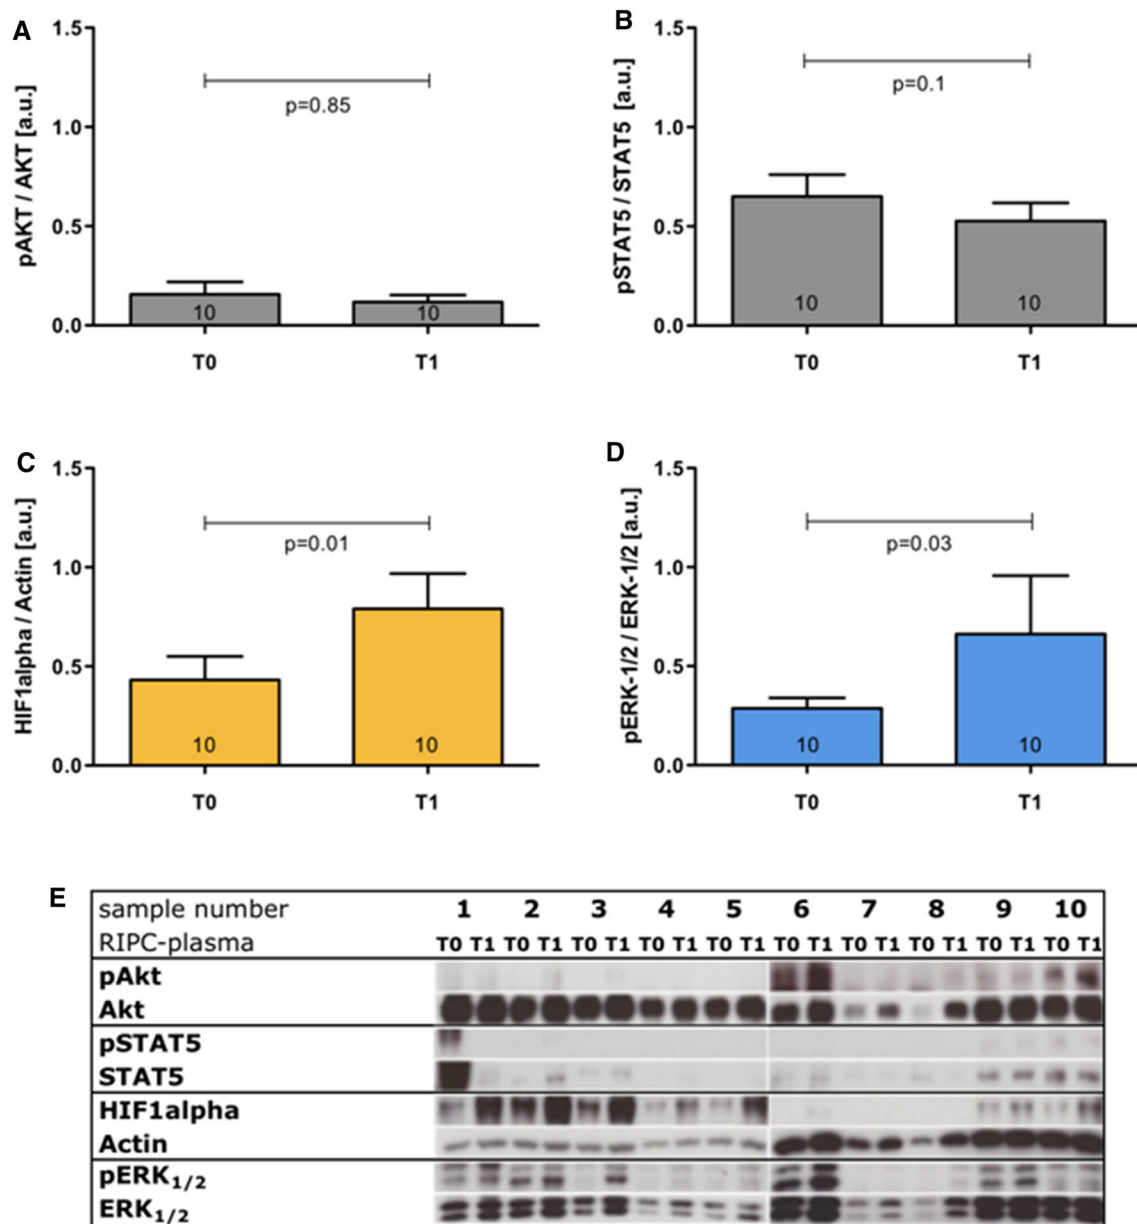 A
pAKT / AKT [a.u.]
1.5
1.0
0.5
0.0
p=0.85
10
10
T0
T1
B
pSTAT5 / STAT5 [a.u.]
1.5
1.0
0.5
0.0
p=0.1
10
10
T0
T1
C
HIF1alpha / Actin [a.u.]
1.5
1.0
0.5
0.0
p=0.01
10
10
T0
T1
D
pERK-1/2 / ERK-1/2 [a.u.]
1.5
1.0
0.5
0.0
p=0.03
10
10
T0
T1
E
sample number 1 2 3 4 5 6 7 8 9 10
RIPC-plasma T0 T1 T0 T1 T0 T1 T0 T1 T0 T1 T0 T1 T0 T1 T0 T1 T0 T1 T0 T1
pAkt
Akt
pSTAT5
STAT5
HIF1alpha
Actin
pERK1/2
ERK1/2